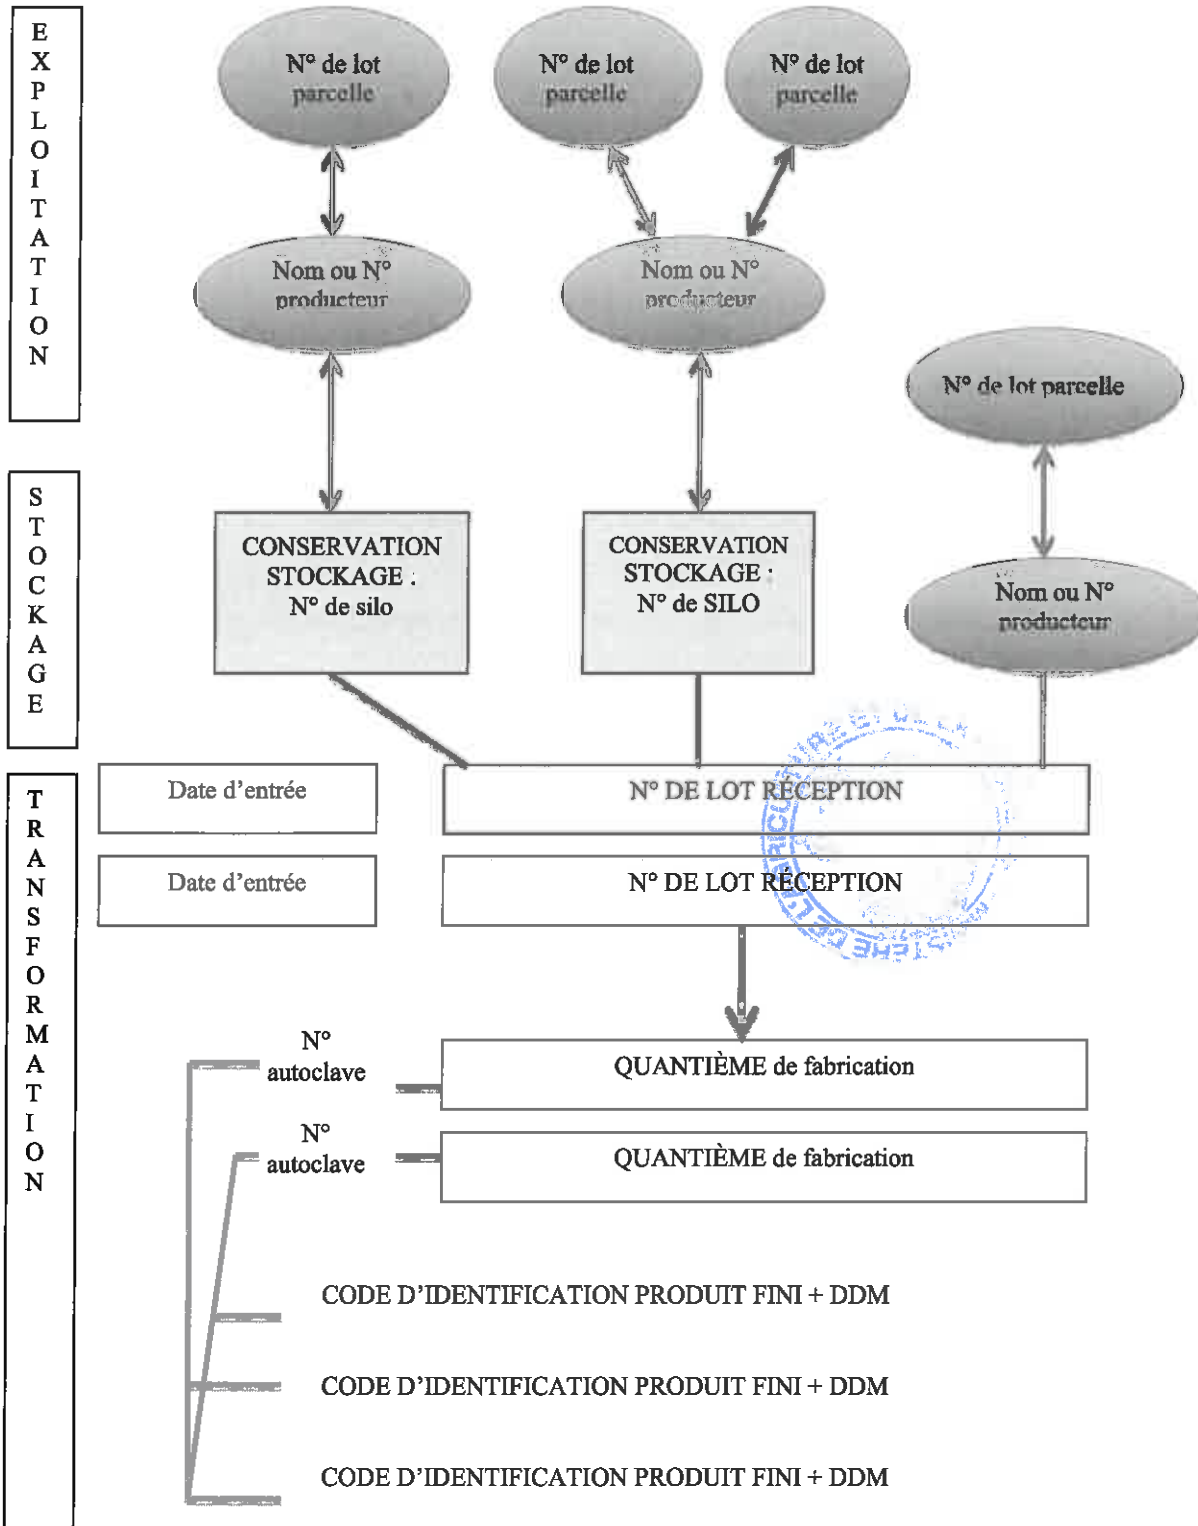 EXPLOITATION
N° de lot
parcelle
N° de lot
parcelle
N° de lot
parcelle
Nom ou N°
producteur
Nom ou N°
producteur
N° de lot parcelle
STOCKAGE
CONSERVATION
STOCKAGE :
N° de silo
CONSERVATION
STOCKAGE :
N° de SILO
Nom ou N°
producteur
TRANSFORMATION
Date d'entrée
N° DE LOT RÉCEPTION
Date d'entrée
N° DE LOT RÉCEPTION
N°
autoclave
QUANTIÈME de fabrication
N°
autoclave
QUANTIÈME de fabrication
CODE D'IDENTIFICATION PRODUIT FINI + DDM
CODE D'IDENTIFICATION PRODUIT FINI + DDM
CODE D'IDENTIFICATION PRODUIT FINI + DDM